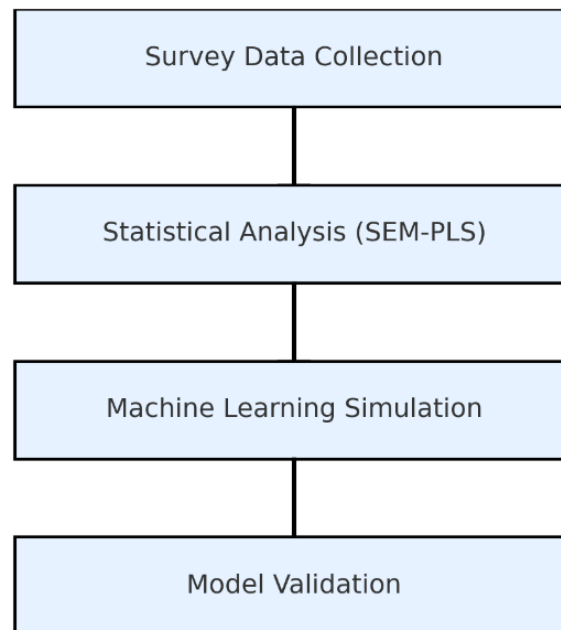 Survey Data Collection
Statistical Analysis (SEM-PLS)
Machine Learning Simulation
Model Validation